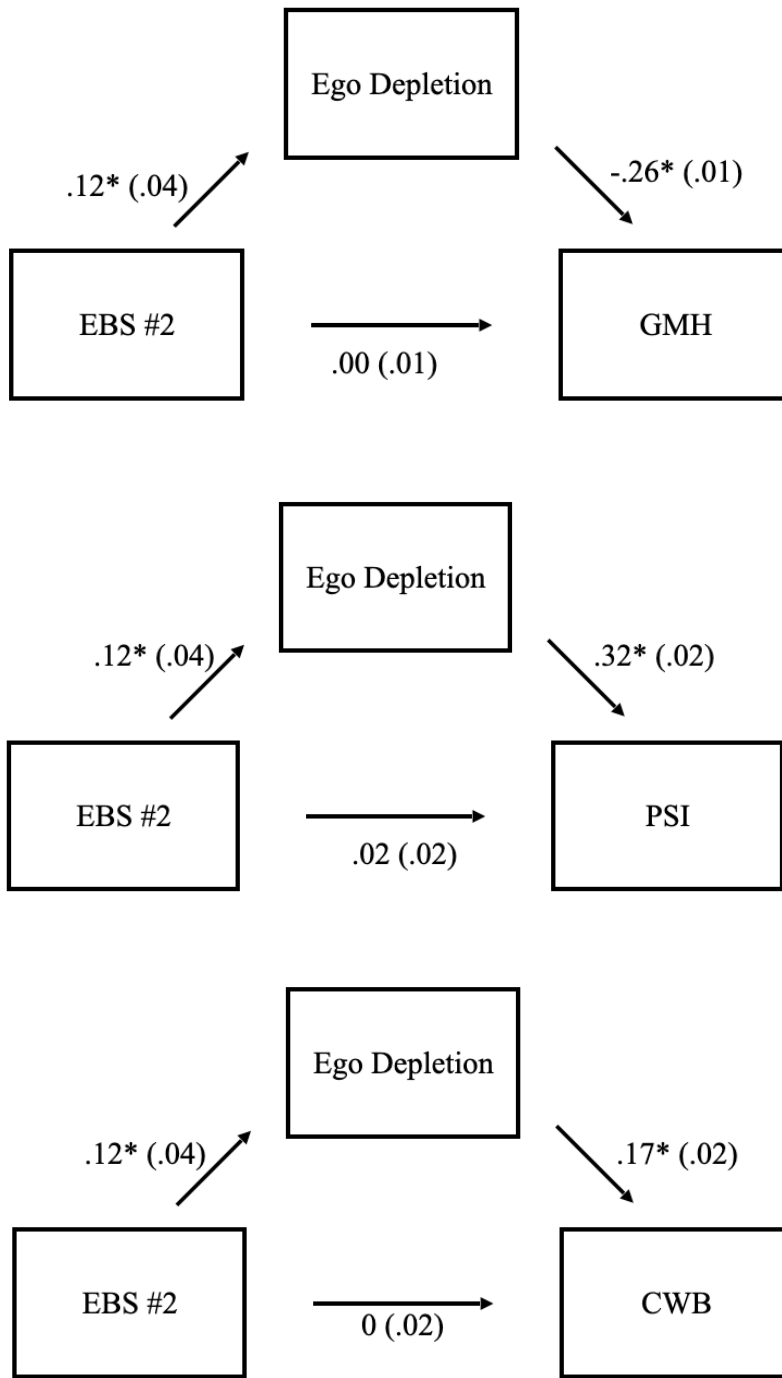 Ego Depletion
.12* (.04)
-.26* (.01)
EBS #2
GMH
.00 (.01)
Ego Depletion
.12* (.04)
.32* (.02)
EBS #2
PSI
.02 (.02)
Ego Depletion
.12* (.04)
.17* (.02)
EBS #2
CWB
0 (.02)